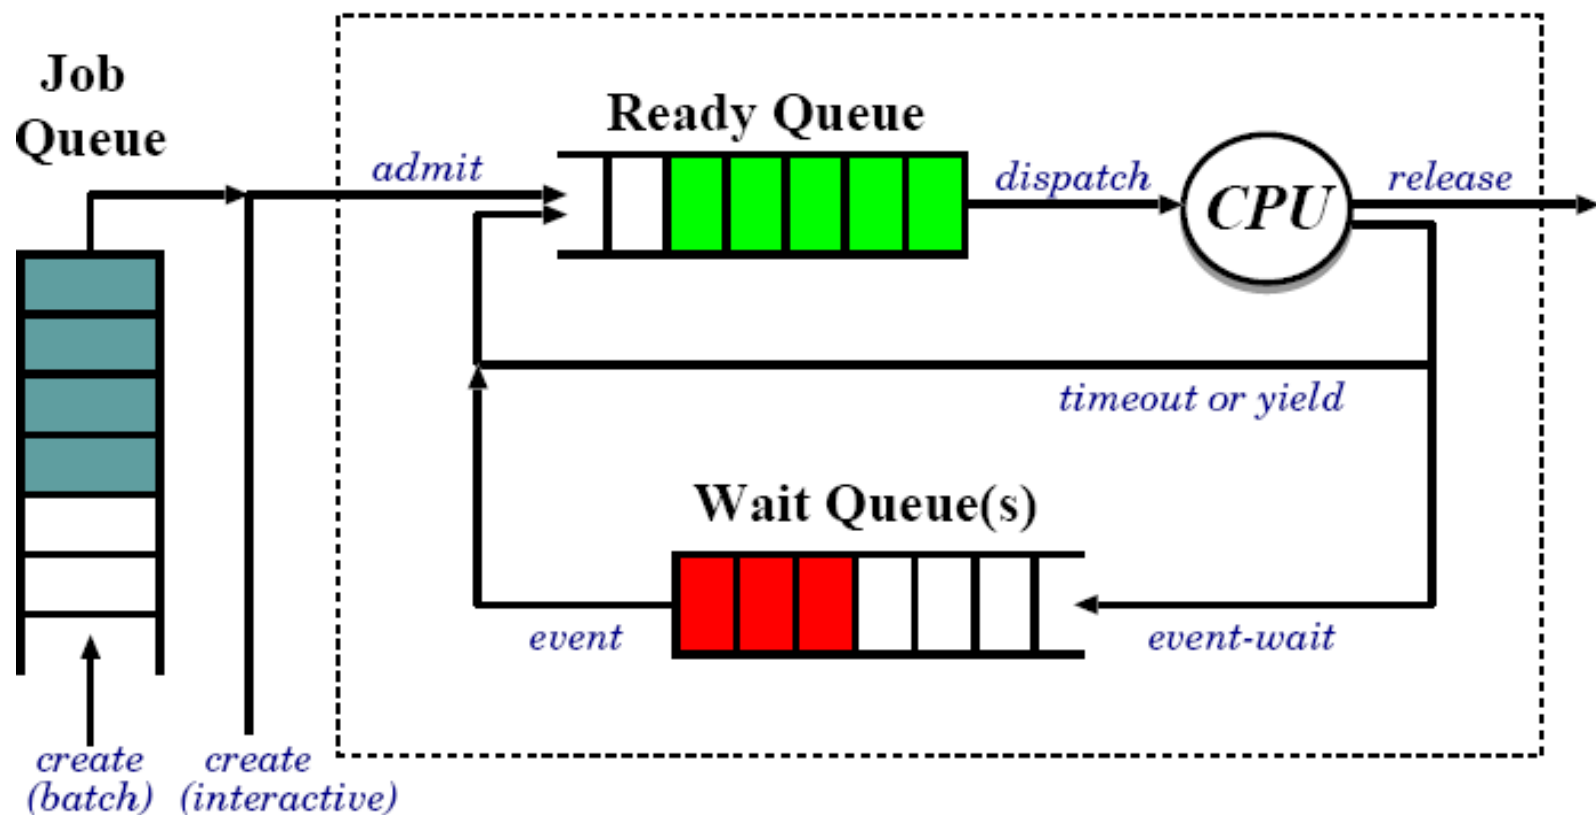 Job
Queue
Ready Queue
admit
dispatch
CPU
release
timeout or yield
Wait Queue(s)
event
event-wait
create
(batch)
create
(interactive)